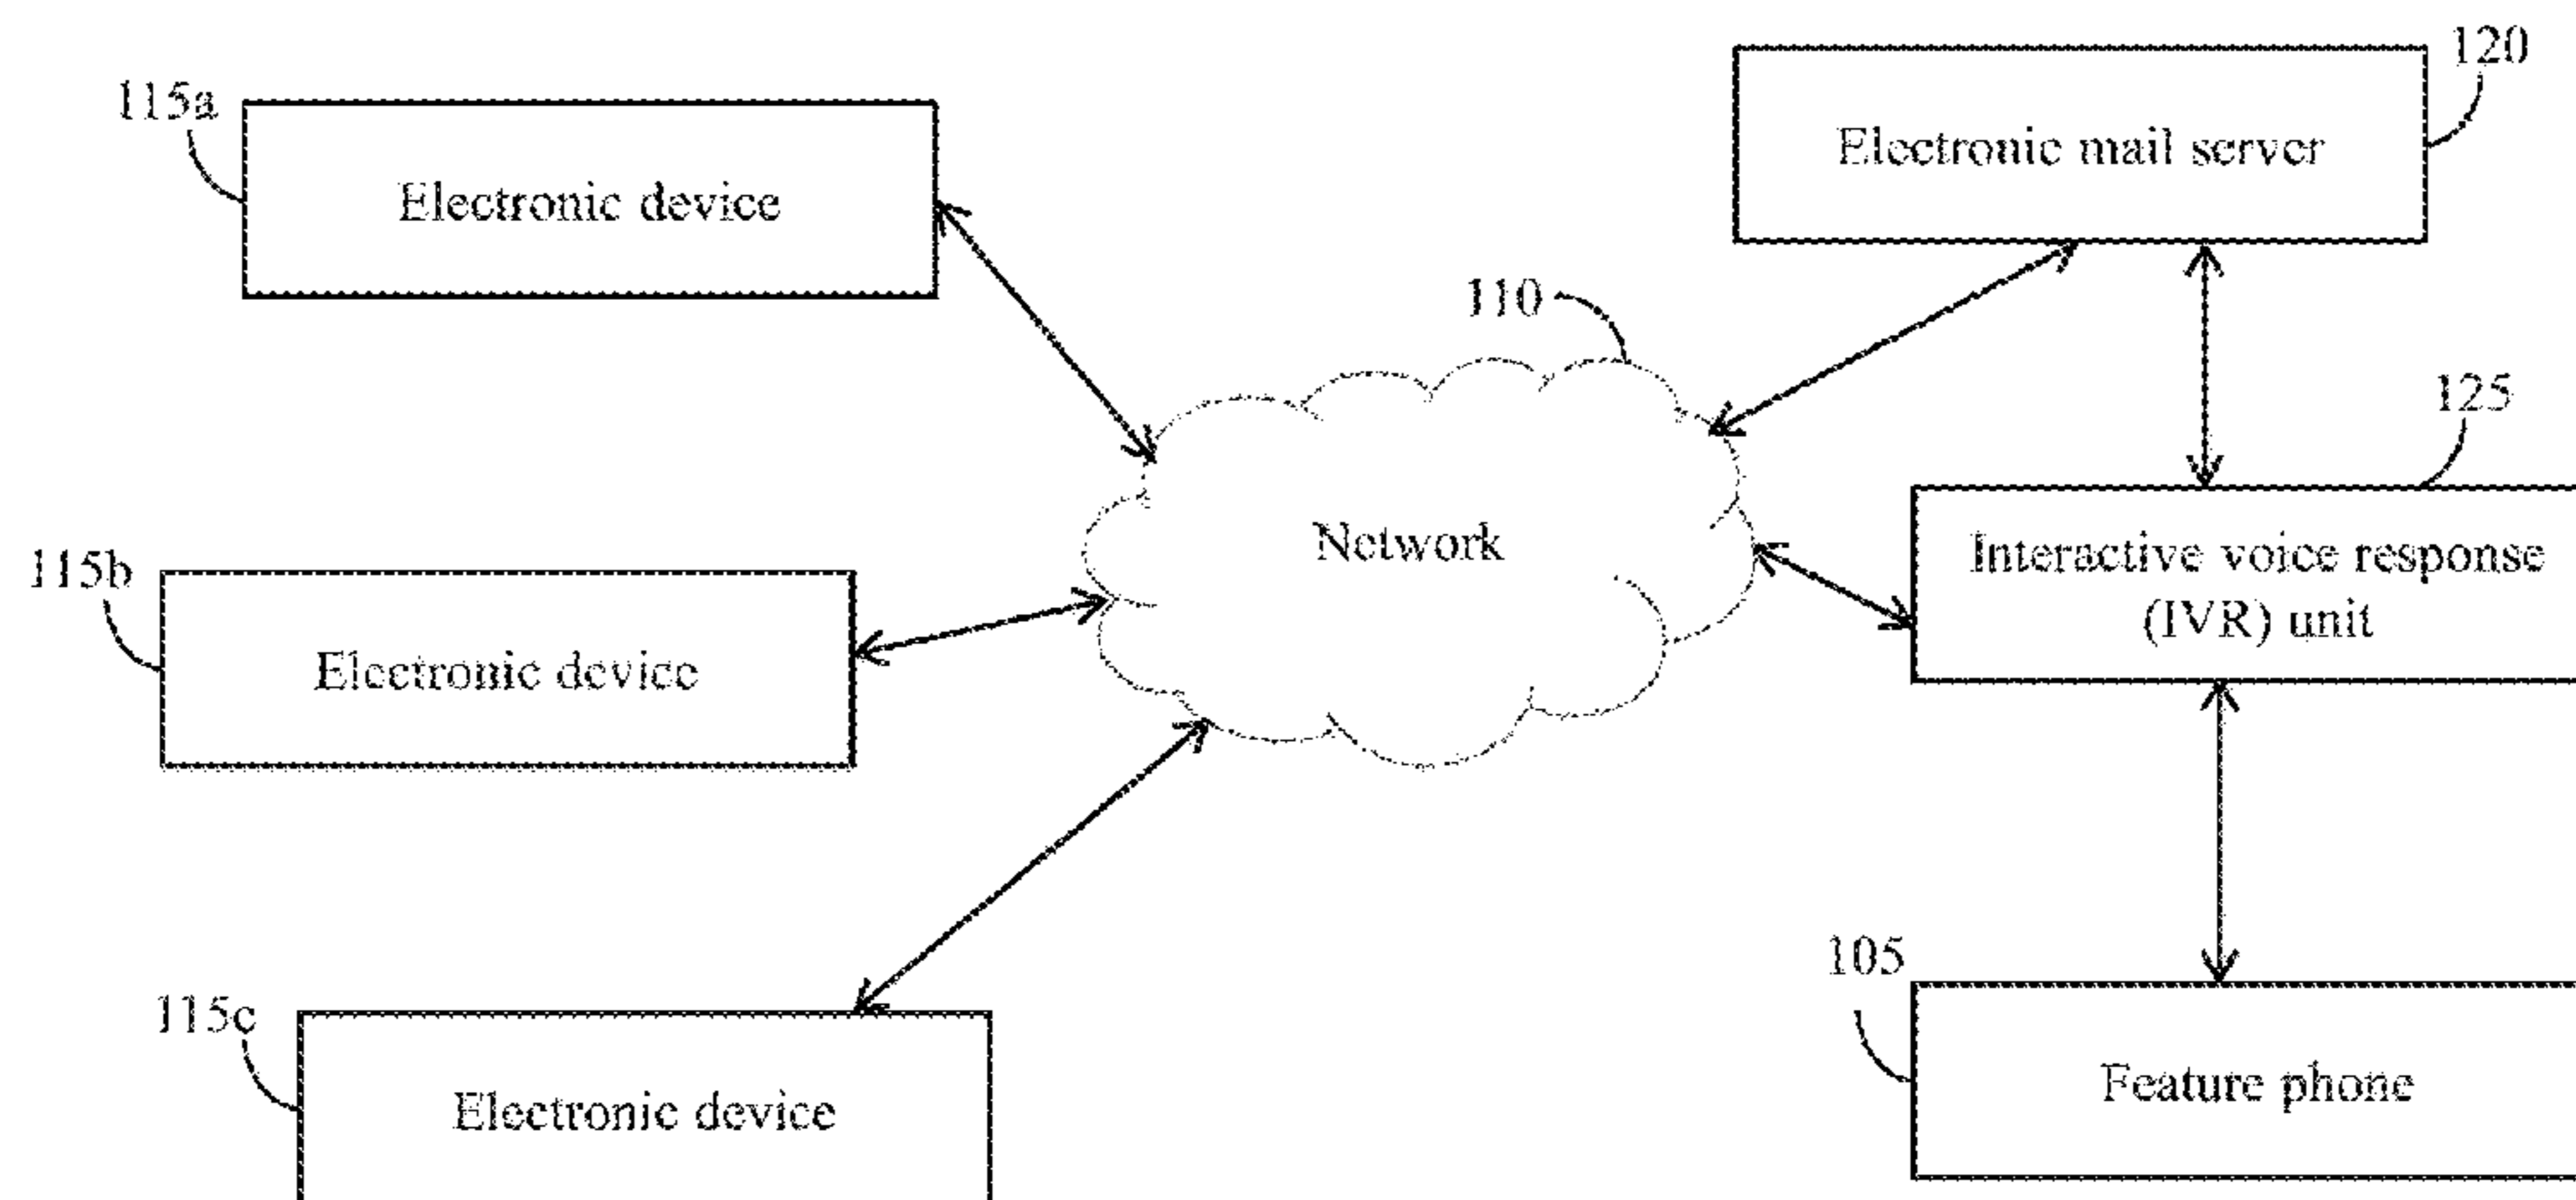 120
115a
Electronic mail server
Electronic device
110
125
Network
Interactive voice response
(IVR) unit
115b
Electronic device
105
115c
Feature phone
Electronic device